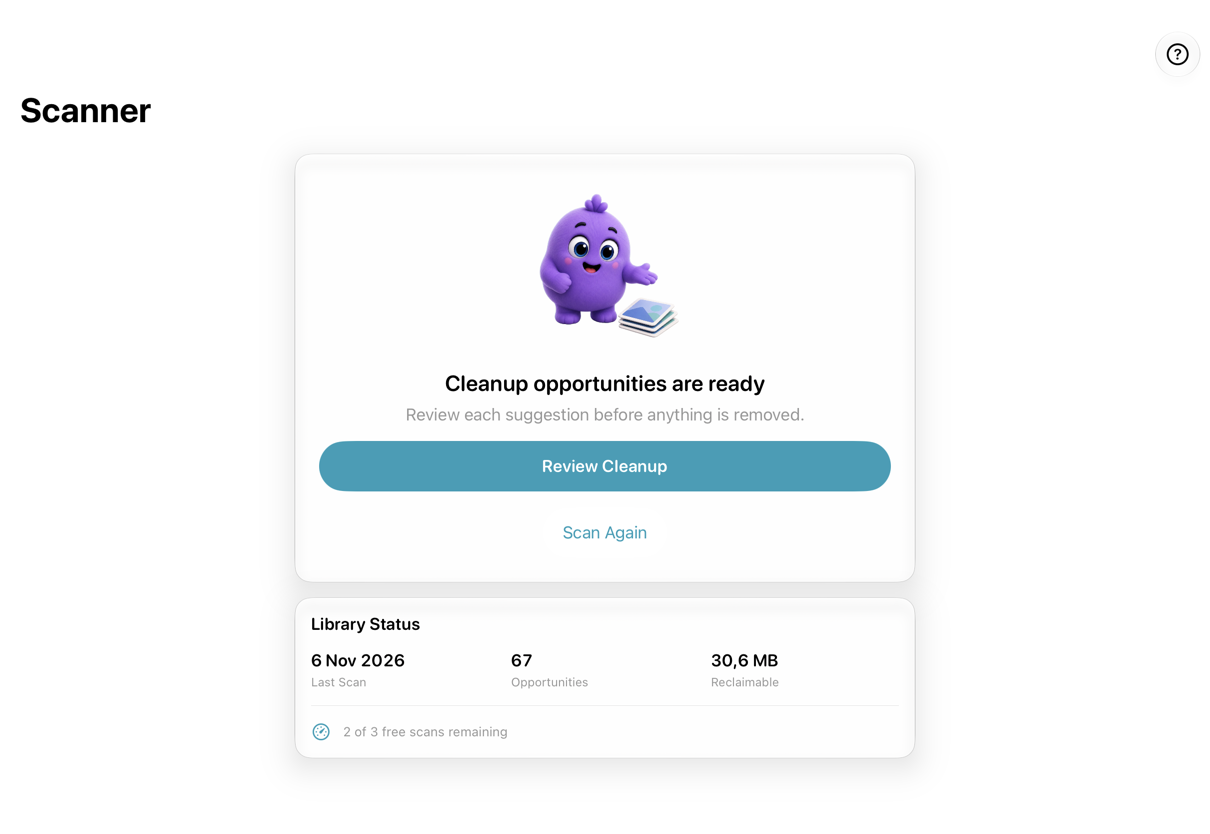 Scanner
Cleanup opportunities are ready
Review each suggestion before anything is removed.
Review Cleanup
Scan Again
Library Status
6 Nov 2026 67 30,6 MB
Last Scan Opportunities Reclaimable
2 of 3 free scans remaining